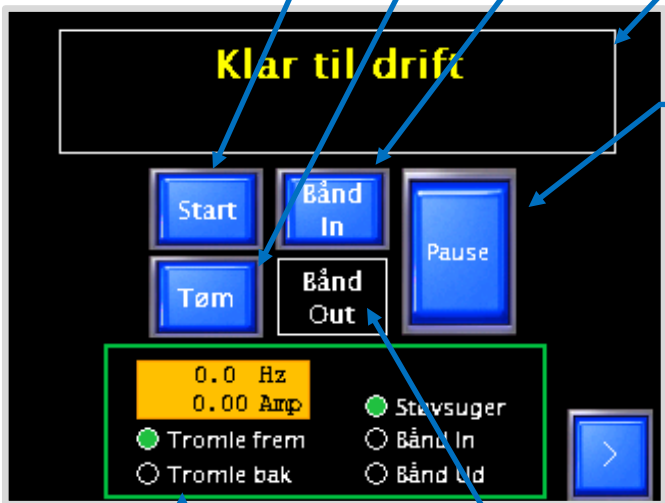 Klar til drift
Start
Bånd
In
Pause
Tøm
Bånd
Out
0.0 Hz
0.00 Amp
Støvsuger
Tromle frem
Bånd In
Tromle bak
Bånd Ud
>